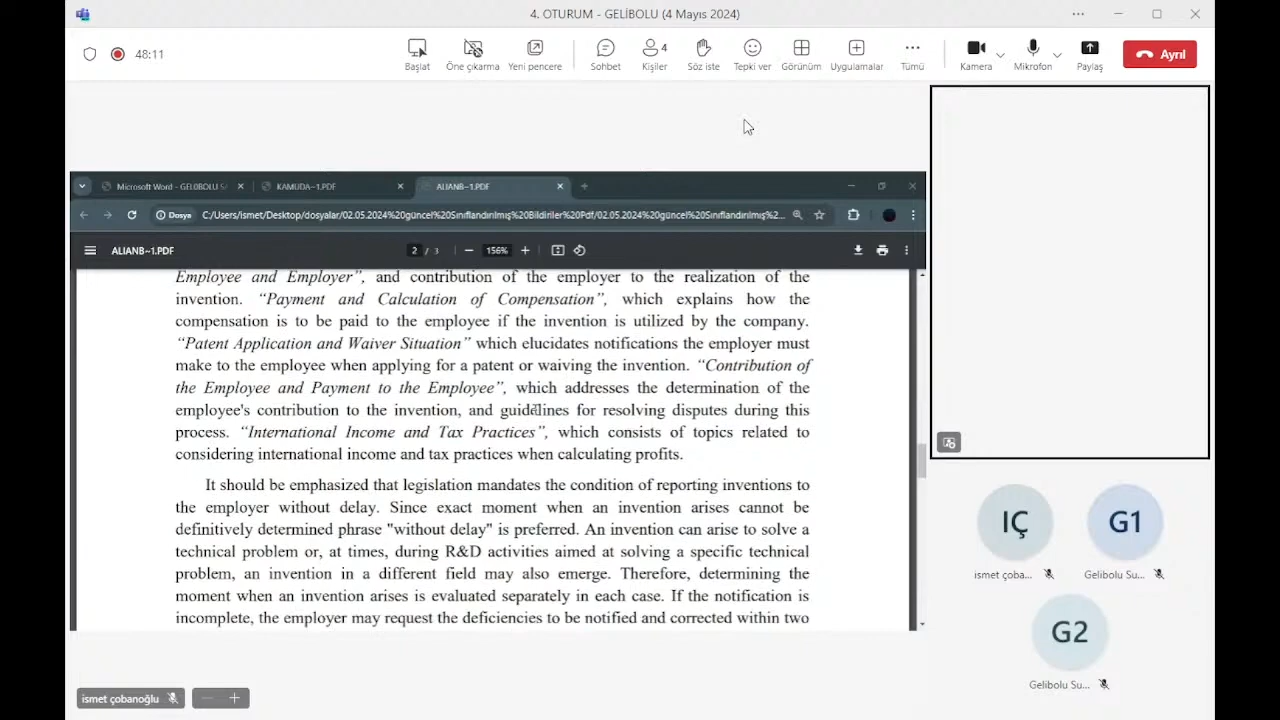 4. OTURUM - GELİBOLU (4 Mayıs 2024)
48:11
Başlat
Öne çıkarma
Yeni pencere
Sohbet
4
Kişiler
Söz iste
Tepki ver
Görünüm
Uygulamalar
Tümü
Kamera
Mikrofon
Paylaş
Ayrıl
Microsoft Word - GEL0BOLU S
KAMUDA~1.PDF
ALIANB~1.PDF
Dosya
C:/Users/ismet/Desktop/dosyalar/02.05.2024%20güncel%20Sınıflandırılmış%20Bildiriler%20Pdf/02.05.2024%20güncel%20Sınıflandırılmış%2...
ALIANB~1.PDF
2 / 3
156%
Employee and Employer”, and contribution of the employer to the realization of the
invention. “Payment and Calculation of Compensation”, which explains how the
compensation is to be paid to the employee if the invention is utilized by the company.
“Patent Application and Waiver Situation” which elucidates notifications the employer must
make to the employee when applying for a patent or waiving the invention. “Contribution of
the Employee and Payment to the Employee”, which addresses the determination of the
employee's contribution to the invention, and guidelines for resolving disputes during this
process. “International Income and Tax Practices”, which consists of topics related to
considering international income and tax practices when calculating profits.
It should be emphasized that legislation mandates the condition of reporting inventions to
the employer without delay. Since exact moment when an invention arises cannot be
definitively determined phrase "without delay" is preferred. An invention can arise to solve a
technical problem or, at times, during R&D activities aimed at solving a specific technical
problem, an invention in a different field may also emerge. Therefore, determining the
moment when an invention arises is evaluated separately in each case. If the notification is
incomplete, the employer may request the deficiencies to be notified and corrected within two
IÇ
ismet çoba...
G1
Gelibolu Su...
G2
Gelibolu Su...
ismet çobanoğlu